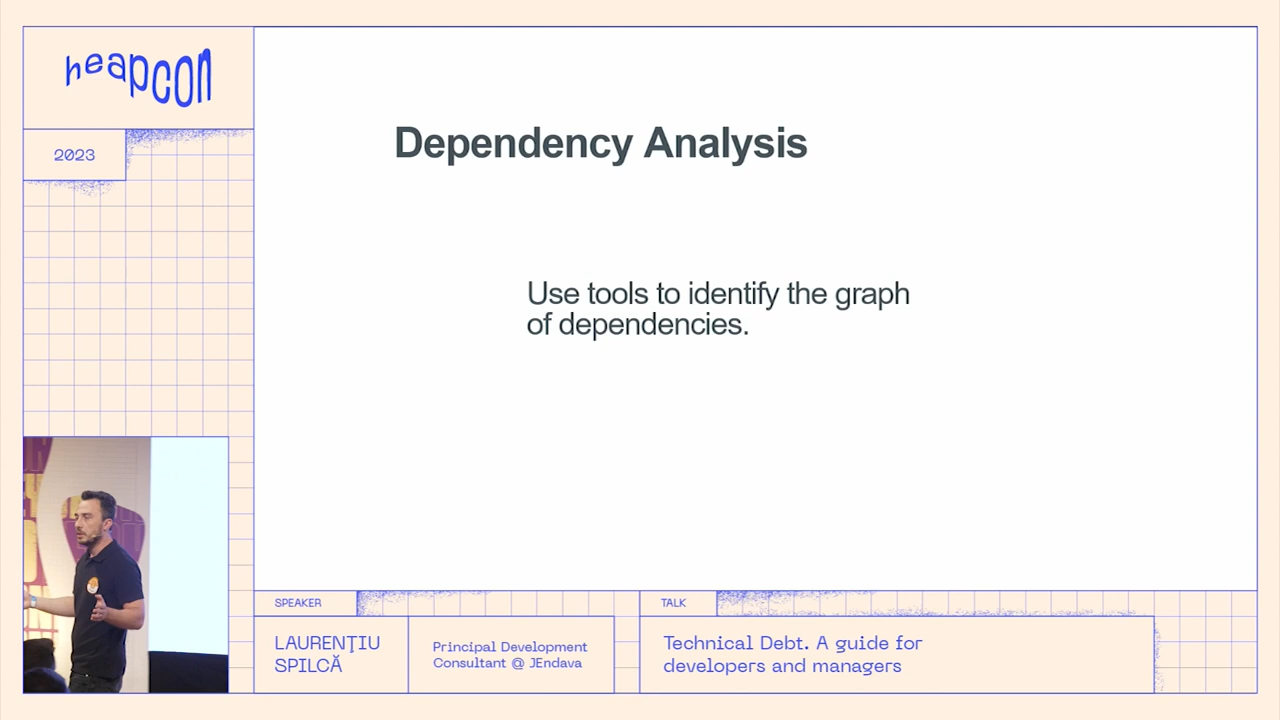 heapcon
2023
Dependency Analysis
Use tools to identify the graph
of dependencies.
SPEAKER
LAURENŢIU
SPILCĂ
Principal Development
Consultant @ JEndava
TALK
Technical Debt. A guide for
developers and managers